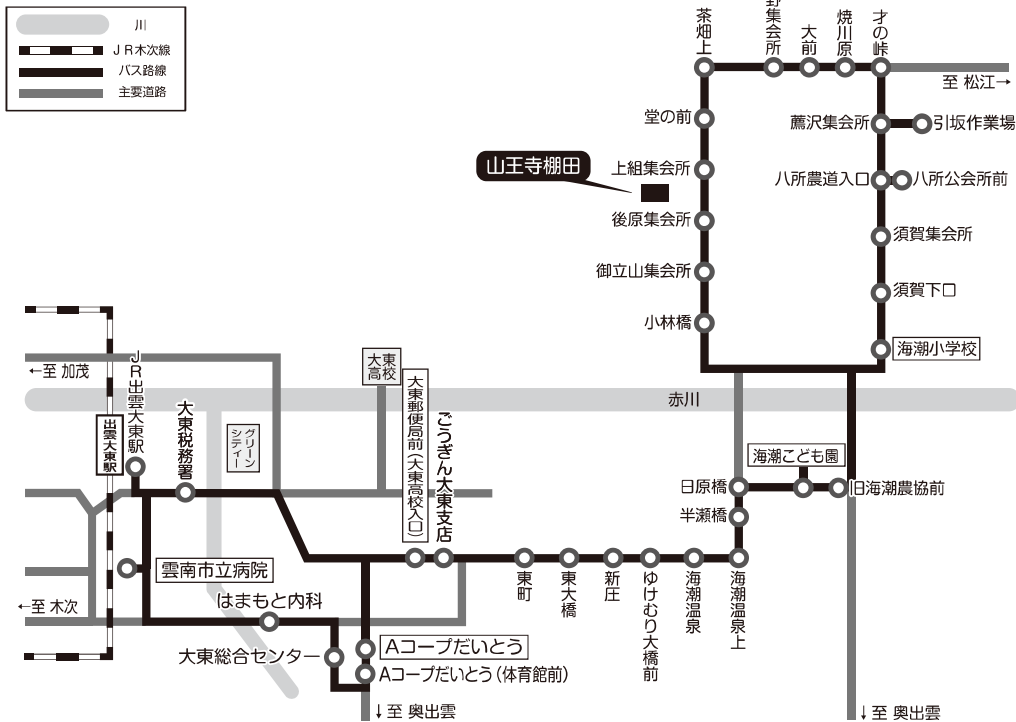 川
JR木次線
バス路線
主要道路
茶畑上
野集会所
大前
焼川原
才の峠
至 松江→
堂の前
薦沢集会所
引坂作業場
山王寺棚田
上組集会所
八所農道入口
八所公会所前
後原集会所
須賀集会所
御立山集会所
須賀下口
小林橋
海潮小学校
←至 加茂
JR出雲大東駅
大東高校
赤川
出雲大東駅
大東税務署
グリーンシティー
大東郵便局前(大東高校入口)
ごうぎん大東支店
海潮こども園
日原橋
旧海潮農協前
半瀬橋
雲南市立病院
東町
東大橋
新庄
ゆけむり大橋前
海潮温泉
海潮温泉上
←至 木次
はまもと内科
大東総合センター
Aコープだいとう
Aコープだいとう(体育館前)
↓至 奥出雲
↓至 奥出雲